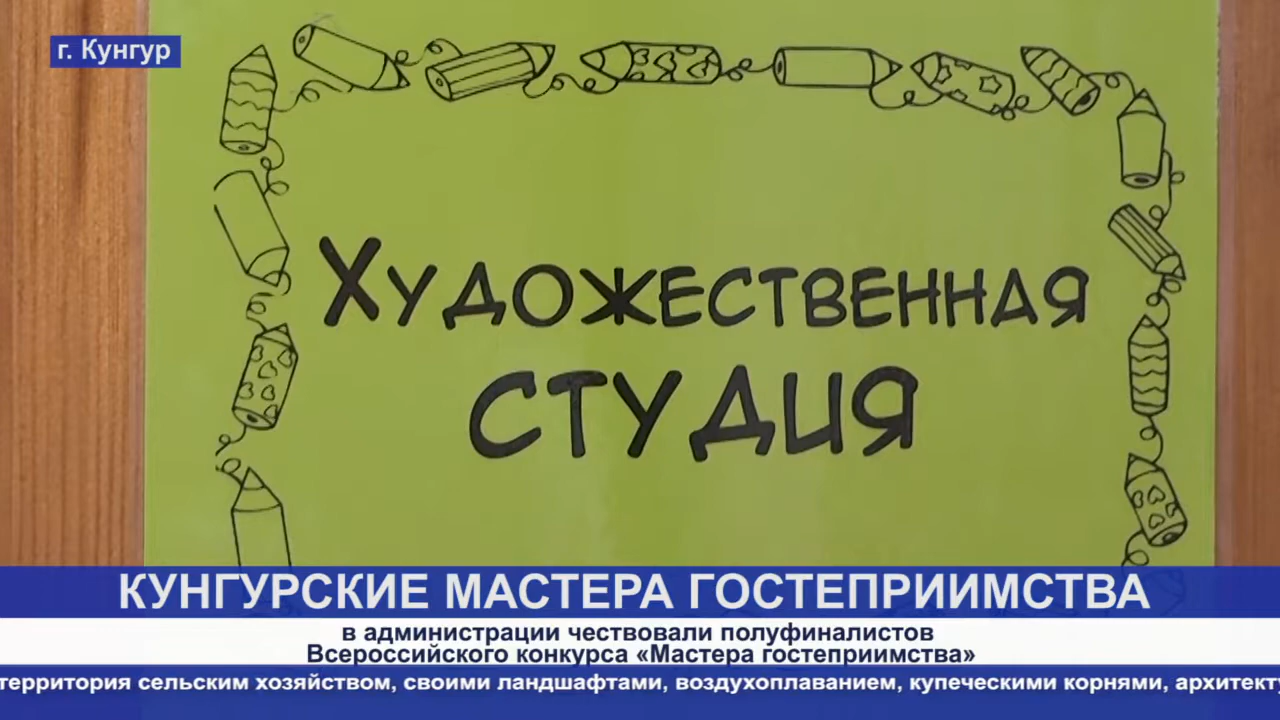 г. Кунгур
ХУДОЖЕСТВЕННАЯ
СТУДИЯ
КУНГУРСКИЕ МАСТЕРА ГОСТЕПРИИМСТВА
в администрации чествовали полуфиналистов
Всероссийского конкурса «Мастера гостеприимства»
территория сельским хозяйством, своими ландшафтами, воздухоплаванием, купеческими корнями,